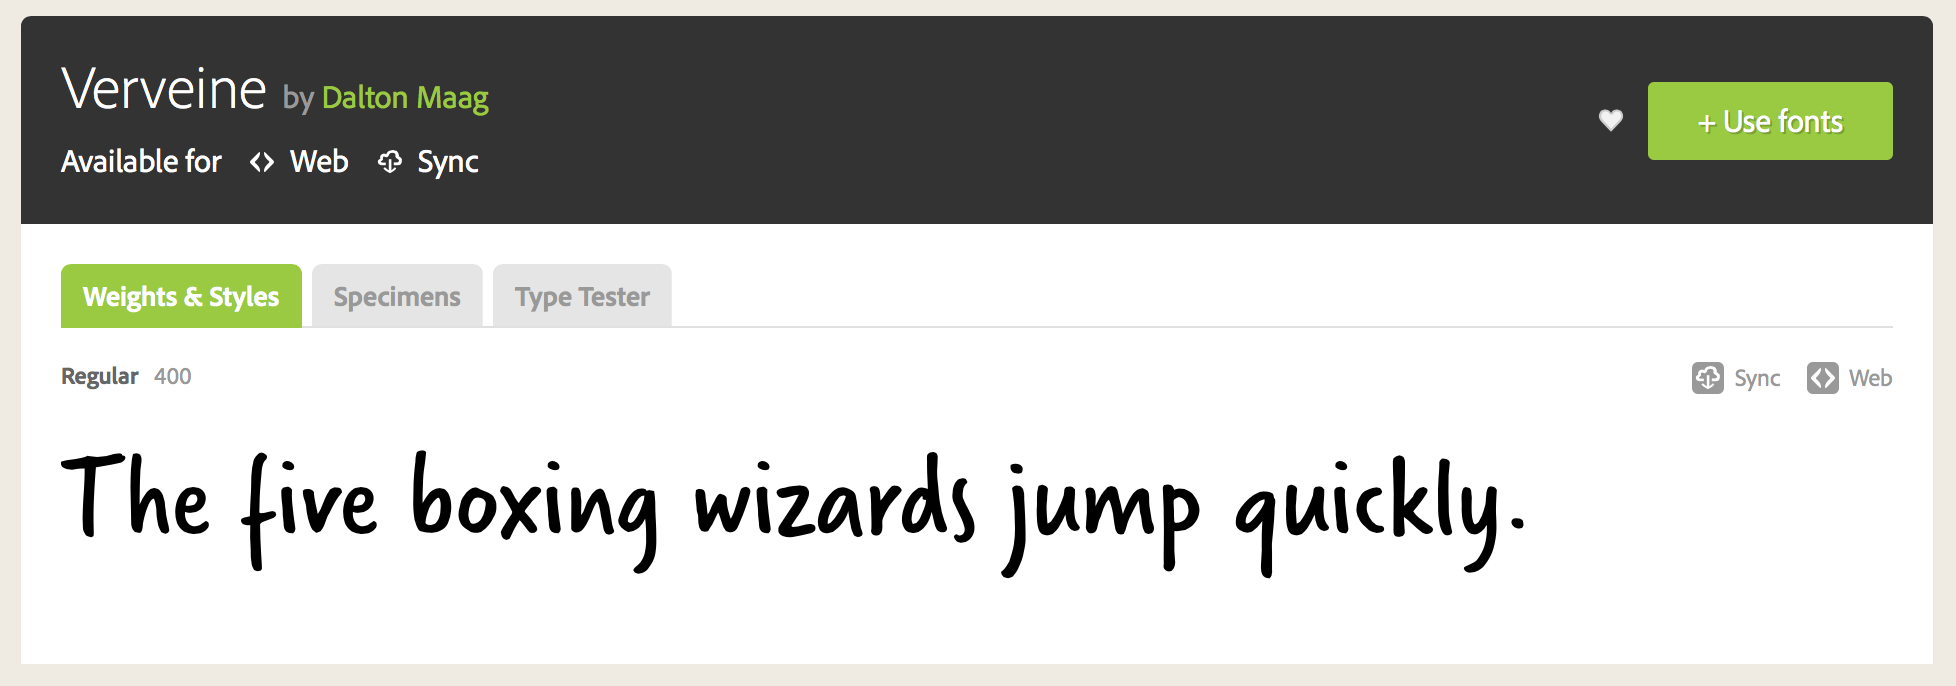 Verveine by Dalton Maag
Available for Web Sync
+ Use fonts
Weights & Styles Specimens Type Tester
Regular 400 Sync Web
The five boxing wizards jump quickly.